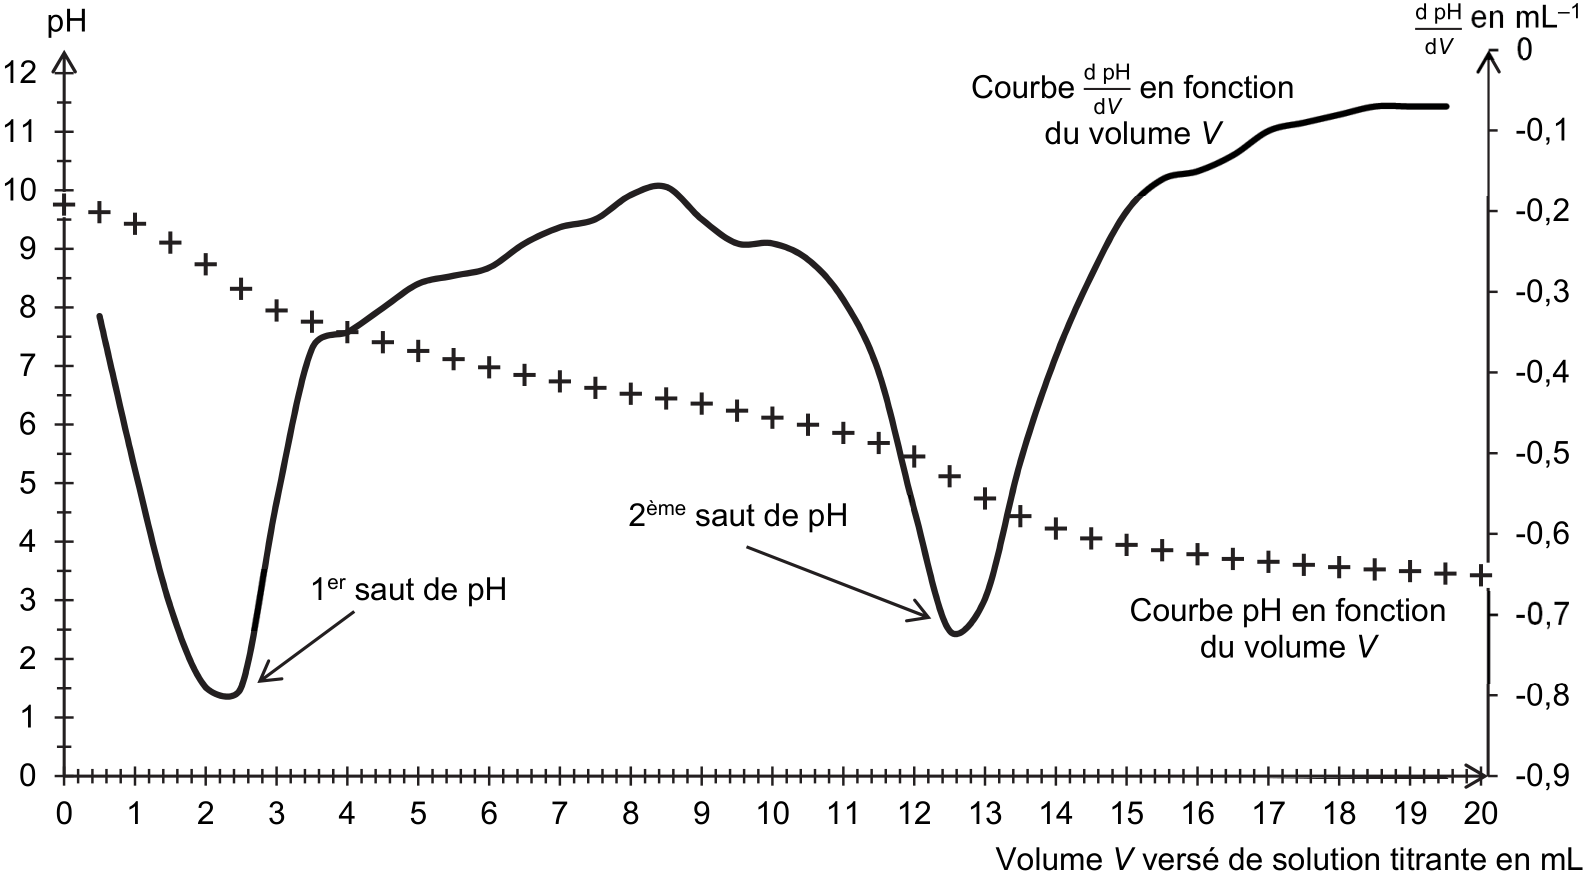 pH
d pH
dV
en mL⁻¹
Courbe d pH/dV en fonction
du volume V
2ème saut de pH
1er saut de pH
Courbe pH en fonction
du volume V
12
11
10
9
8
7
6
5
4
3
2
1
0
0
-0,1
-0,2
-0,3
-0,4
-0,5
-0,6
-0,7
-0,8
-0,9
0 1 2 3 4 5 6 7 8 9 10 11 12 13 14 15 16 17 18 19 20
Volume V versé de solution titrante en mL